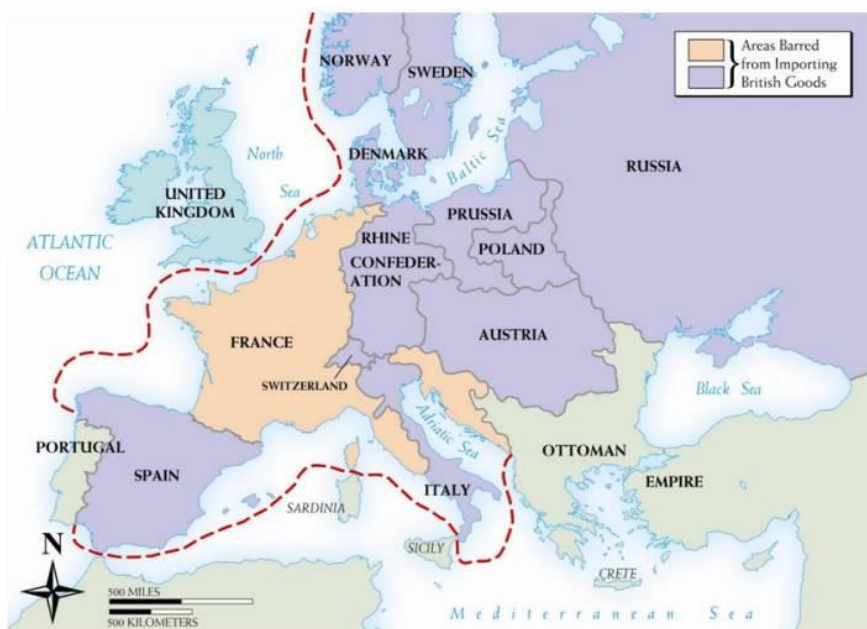 NORWAY
SWEDEN
Areas Barred
from Importing
British Goods
North
Sea
DENMARK
Baltic Sea
RUSSIA
UNITED
KINGDOM
PRUSSIA
ATLANTIC
OCEAN
RHINE
CONFEDER-
ATION
POLAND
FRANCE
AUSTRIA
SWITZERLAND
Black Sea
Adriatic Sea
PORTUGAL
SPAIN
OTTOMAN
EMPIRE
ITALY
SARDINIA
SICILY
CRETE
N
500 MILES
500 KILOMETERS
Mediterranean Sea